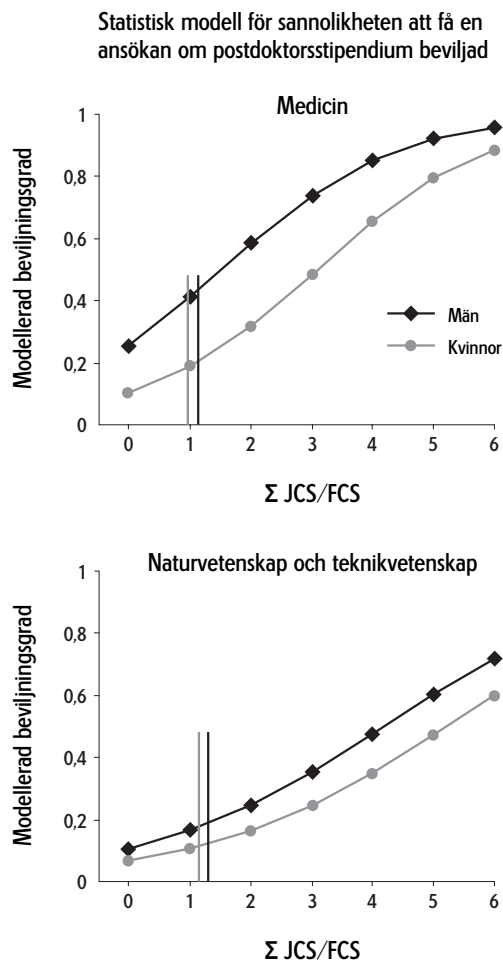 Statistisk modell för sannolikheten att få en
ansökan om postdoktorsstipendium beviljad
Medicin
Modellerad beviljningsgrad
1
0,8
0,6
0,4
0,2
0
Män
Kvinnor
0 1 2 3 4 5 6
Σ JCS/FCS
Naturvetenskap och teknikvetenskap
Modellerad beviljningsgrad
1
0,8
0,6
0,4
0,2
0
0 1 2 3 4 5 6
Σ JCS/FCS